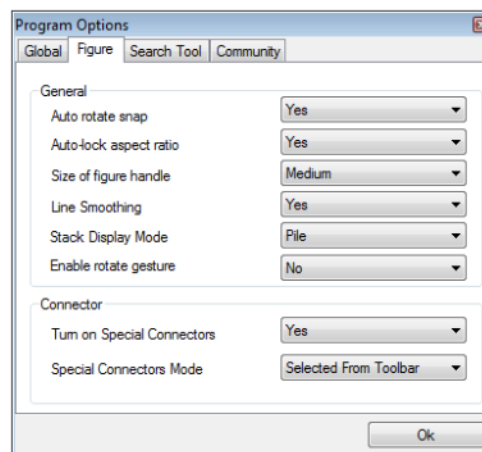 Program Options
Global Figure Search Tool Community
General
Auto rotate snap Yes
Auto-lock aspect ratio Yes
Size of figure handle Medium
Line Smoothing Yes
Stack Display Mode Pile
Enable rotate gesture No
Connector
Turn on Special Connectors Yes
Special Connectors Mode Selected From Toolbar
Ok